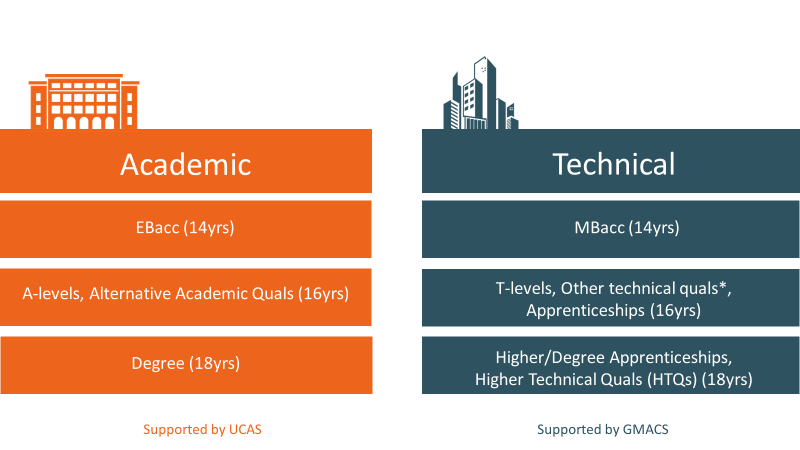 Academic
EBacc (14yrs)
A-levels, Alternative Academic Quals (16yrs)
Degree (18yrs)
Supported by UCAS
Technical
MBacc (14yrs)
T-levels, Other technical quals*,
Apprenticeships (16yrs)
Higher/Degree Apprenticeships,
Higher Technical Quals (HTQs) (18yrs)
Supported by GMACS